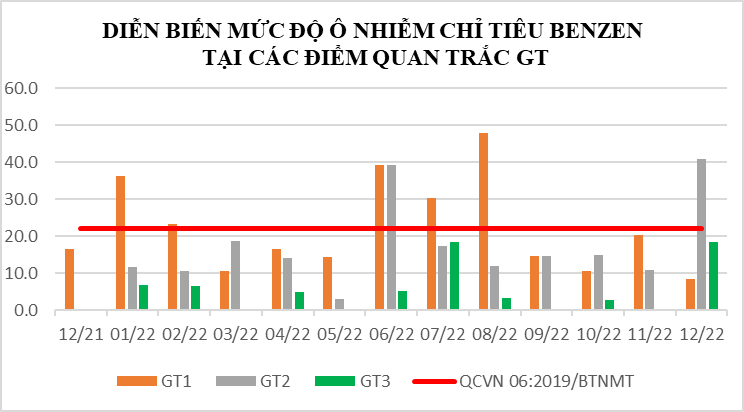 DIỄN BIẾN MỨC ĐỘ Ô NHIỄM CHỈ TIÊU BENZEN
TẠI CÁC ĐIỂM QUAN TRẮC GT
60.0
50.0
40.0
30.0
20.0
10.0
0.0
12/21 01/22 02/22 03/22 04/22 05/22 06/22 07/22 08/22 09/22 10/22 11/22 12/22
GT1 GT2 GT3 QCVN 06:2019/BTNMT